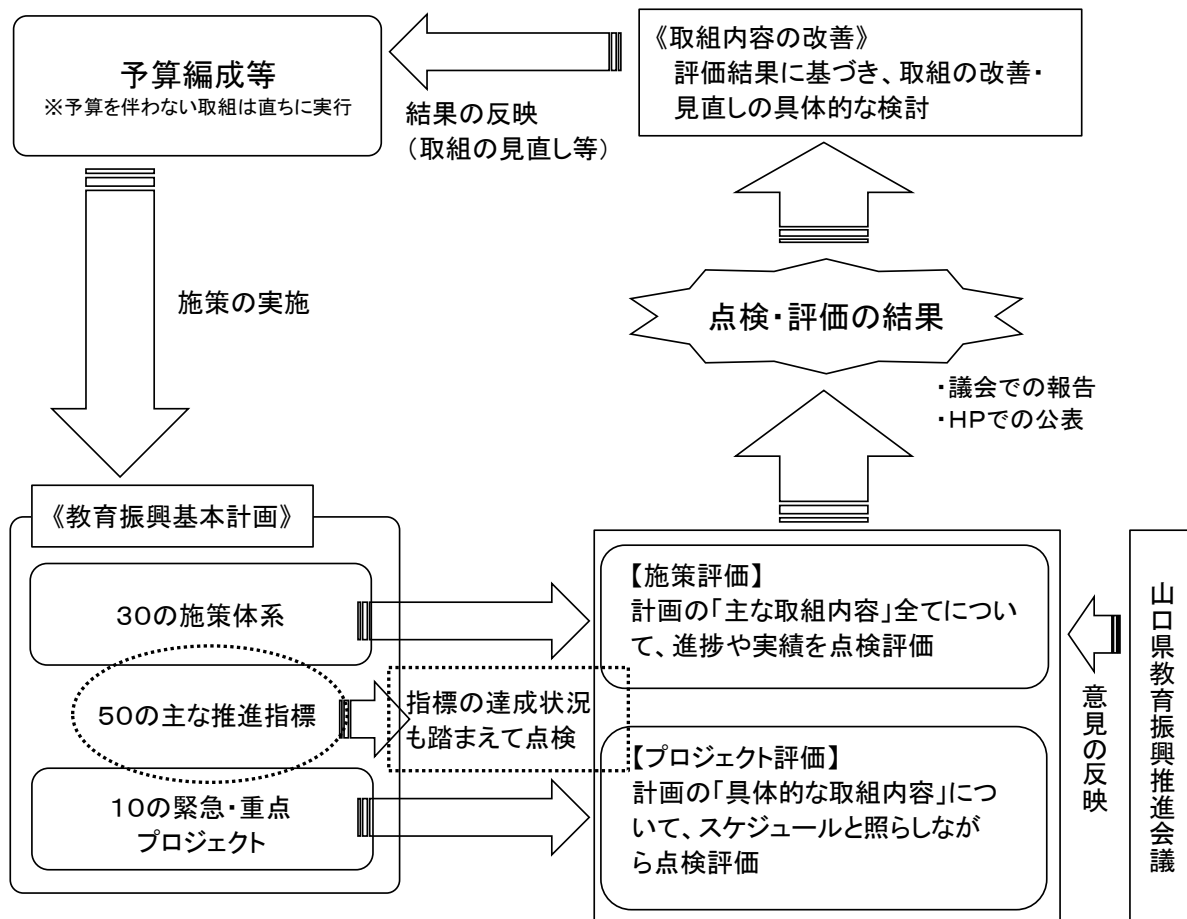 予算編成等
※予算を伴わない取組は直ちに実行
結果の反映
（取組の見直し等）
《取組内容の改善》
評価結果に基づき、取組の改善・
見直しの具体的な検討
施策の実施
点検・評価の結果
・議会での報告
・HPでの公表
《教育振興基本計画》
30の施策体系
50の主な推進指標
10の緊急・重点
プロジェクト
指標の達成状況
も踏まえて点検
【施策評価】
計画の「主な取組内容」全てについ
て、進捗や実績を点検評価
【プロジェクト評価】
計画の「具体的な取組内容」につ
いて、スケジュールと照らしなが
ら点検評価
意見の反映
山口県教育振興推進会議